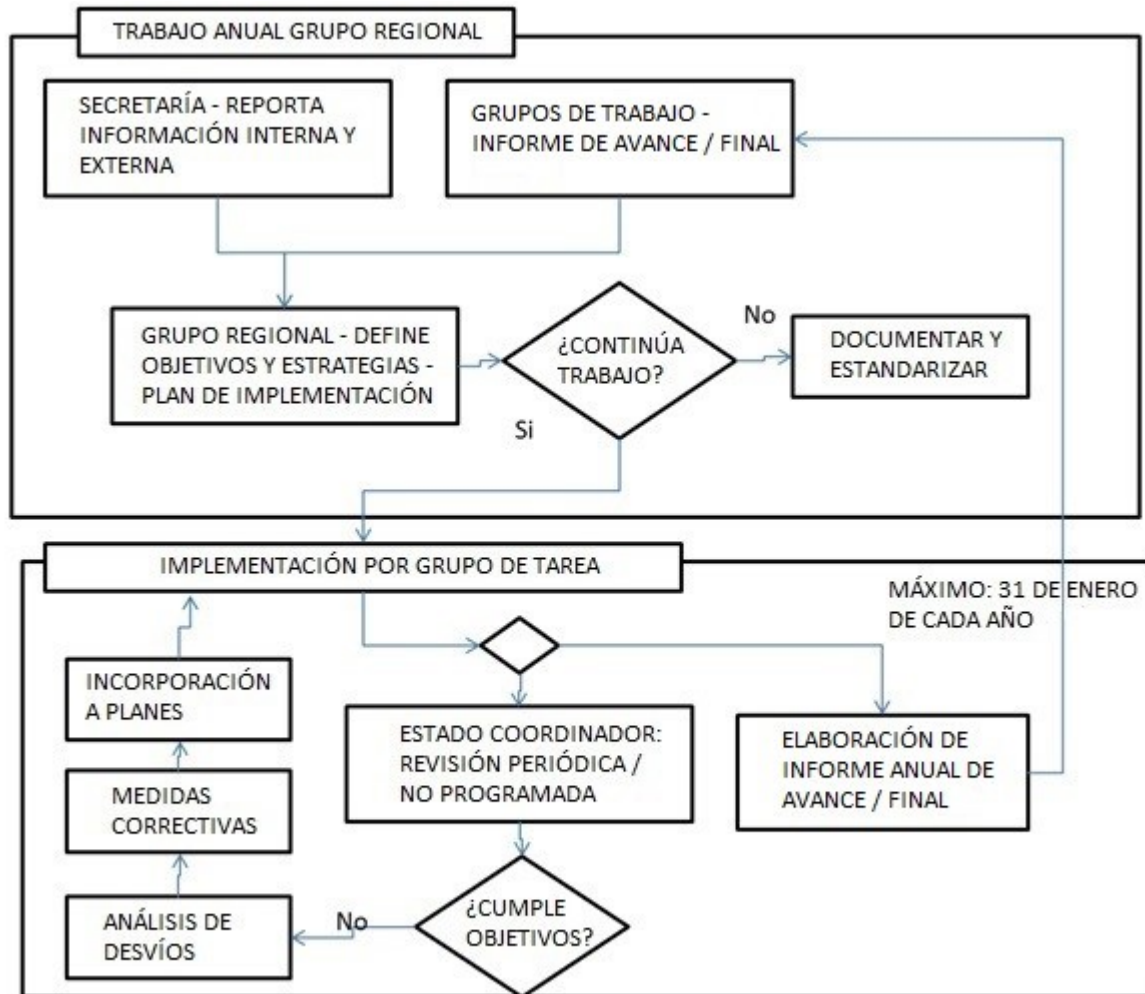 TRABAJO ANUAL GRUPO REGIONAL
SECRETARÍA - REPORTA
INFORMACIÓN INTERNA Y
EXTERNA
GRUPOS DE TRABAJO -
INFORME DE AVANCE / FINAL
GRUPO REGIONAL - DEFINE
OBJETIVOS Y ESTRATEGIAS -
PLAN DE IMPLEMENTACIÓN
¿CONTINÚA
TRABAJO?
No
DOCUMENTAR Y
ESTANDARIZAR
Si
IMPLEMENTACIÓN POR GRUPO DE TAREA
MÁXIMO: 31 DE ENERO
DE CADA AÑO
INCORPORACIÓN
A PLANES
ESTADO COORDINADOR:
REVISIÓN PERIÓDICA /
NO PROGRAMADA
ELABORACIÓN DE
INFORME ANUAL DE
AVANCE / FINAL
MEDIDAS
CORRECTIVAS
ANÁLISIS DE
DESVÍOS
No
¿CUMPLE
OBJETIVOS?